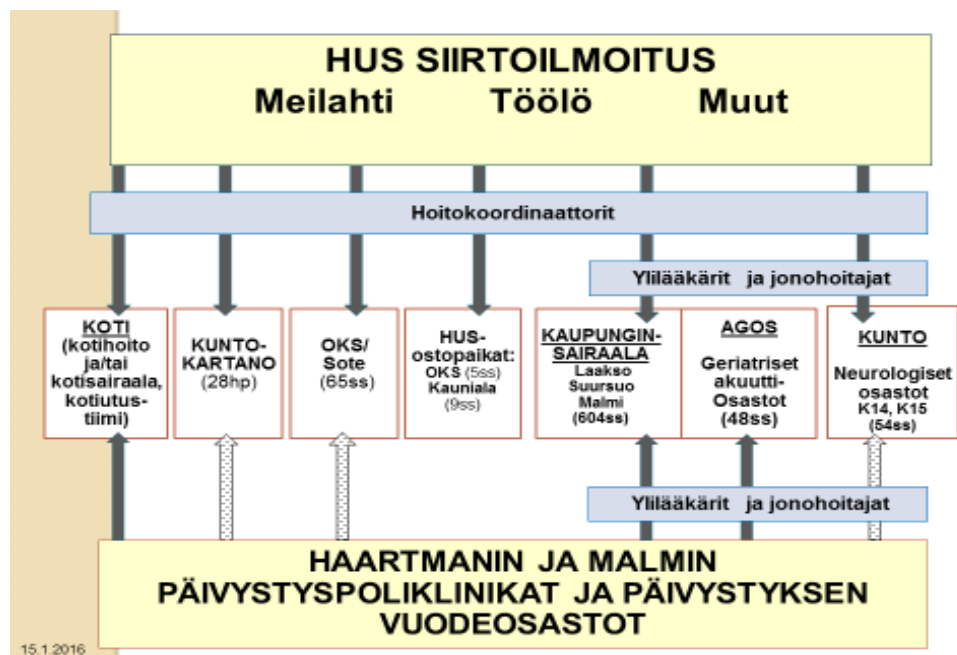 HUS SIIRTOILMOITUS
Meilahti Töölö Muut
Hoitokoordinaattorit
Ylilääkärit ja jonohoitajat
KOTI
(kotihoito
ja/tai
kotisairaala,
kotiutus-
tiimi)
KUNTO-
KARTANO
(28hp)
OKS/
Sote
(65ss)
HUS-
ostopaikat:
OKS (5ss)
Kauniala
(9ss)
KAUPUNGIN-
SAIRAALA
Laakso
Suursuo
Malmi
(604ss)
AGOS
Geriatriset
akuutti-
Osastot
(48ss)
KUNTO
Neurologiset
osastot
K14, K15
(54ss)
Ylilääkärit ja jonohoitajat
HAARTMANIN JA MALMIN
PÄIVYSTYSPOLIKLINIKAT JA PÄIVYSTYKSEN
VUODEOSASTOT
15.1.2016